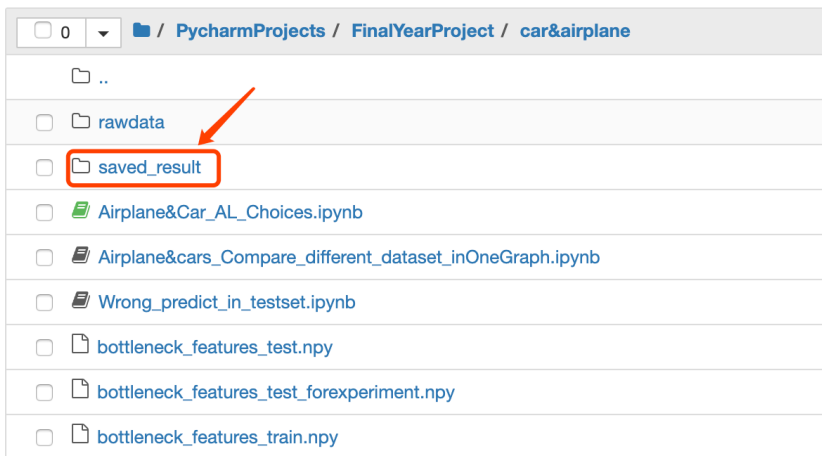 0 / PycharmProjects / FinalYearProject / car&airplane
..
rawdata
saved_result
Airplane&Car_AL_Choices.ipynb
Airplane&cars_Compare_different_dataset_inOneGraph.ipynb
Wrong_predict_in_testset.ipynb
bottleneck_features_test.npy
bottleneck_features_test_forexperiment.npy
bottleneck_features_train.npy